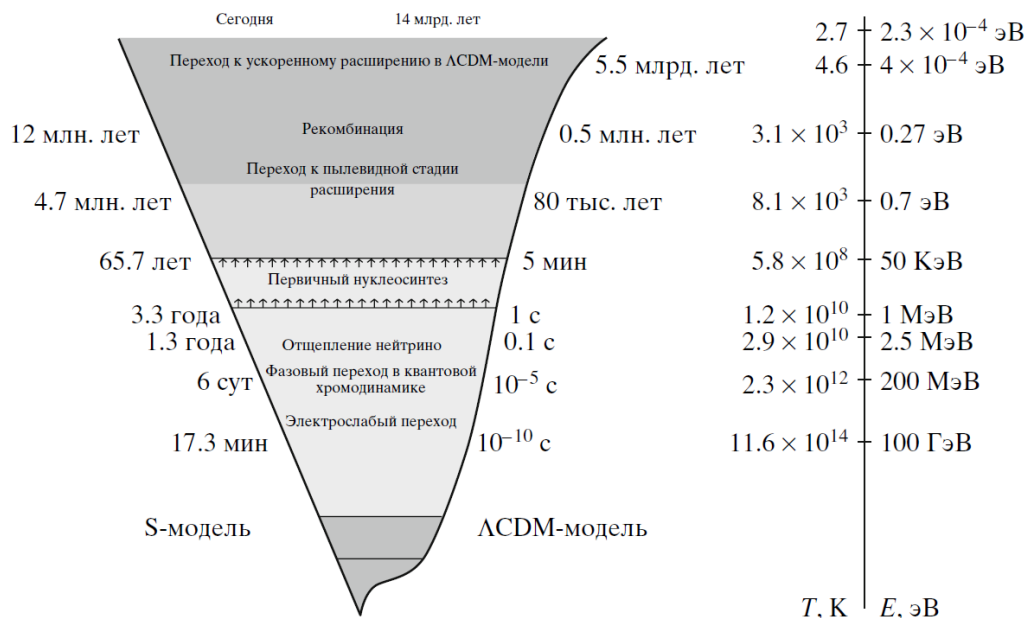 Сегодня 14 млрд. лет 2.7 2.3 × 10⁻⁴ эВ
Переход к ускоренному расширению в ΛCDM-модели 5.5 млрд. лет 4.6 4 × 10⁻⁴ эВ
12 млн. лет Рекомбинация 0.5 млн. лет 3.1 × 10³ 0.27 эВ
Переход к пылевидной стадии
расширения
4.7 млн. лет 80 тыс. лет 8.1 × 10³ 0.7 эВ
65.7 лет 5 мин 5.8 × 10⁸ 50 КэВ
Первичный нуклеосинтез
3.3 года 1 с 1.2 × 10¹⁰ 1 МэВ
1.3 года Отщепление нейтрино 0.1 с 2.9 × 10¹⁰ 2.5 МэВ
Фазовый переход в квантовой
хромодинамике
6 сут 10⁻⁵ с 2.3 × 10¹² 200 МэВ
Электрослабый переход
17.3 мин 10⁻¹⁰ с 11.6 × 10¹⁴ 100 ГэВ
S-модель ΛCDM-модель
T, К E, эВ